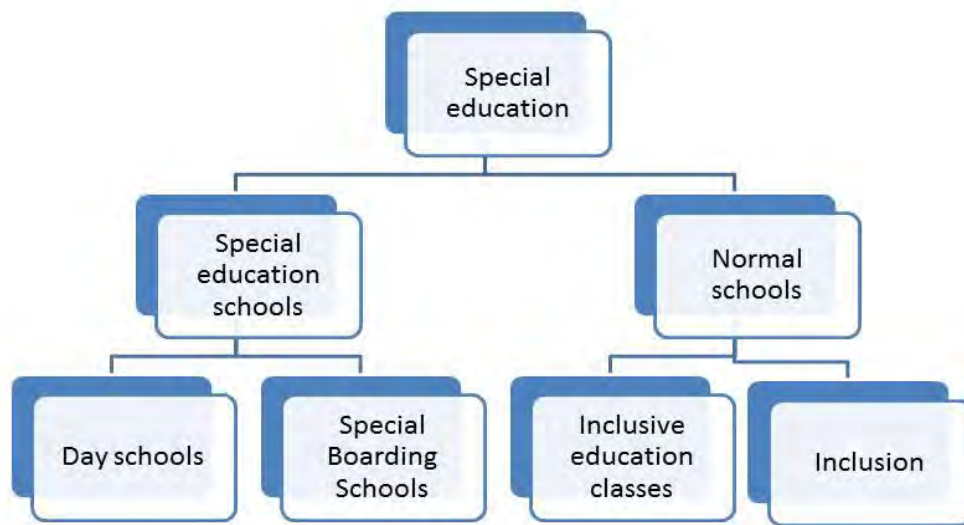 Special
education
Special
education
schools
Normal
schools
Day schools
Special
Boarding
Schools
Inclusive
education
classes
Inclusion